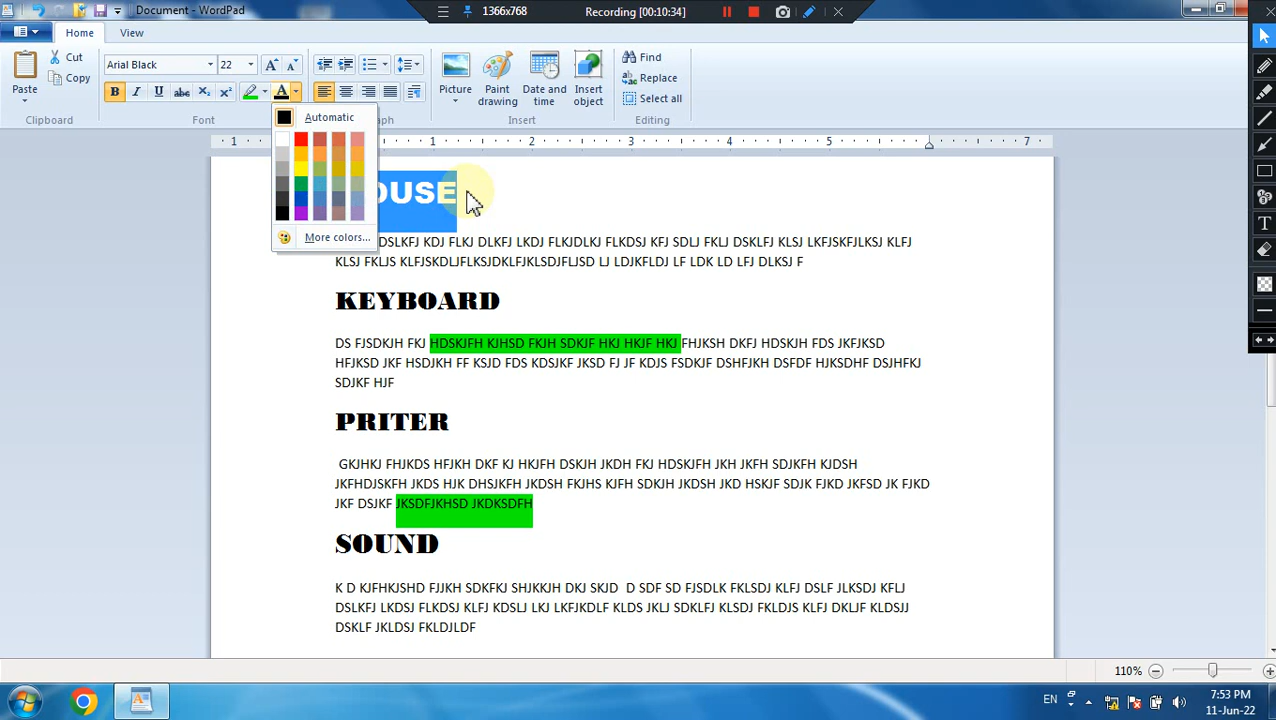 Document - WordPad
1366x768
Recording [00:10:34]
Home
View
Paste
Cut
Copy
Clipboard
Arial Black
22
Font
Automatic
More colors...
Picture
Paint drawing
Date and time
Insert object
Insert
Find
Replace
Select all
Editing
1 1 5 7
OUSE
DSLKFJ KDJ FLKJ DLKFJ LKDJ FLKJDLKJ FLKDSJ KFJ SDLJ FKLJ DSKLFJ KLSJ LKFJSKFJLKSJ KLFJ
KLSJ FKLJS KLFJSKDLJFLKSJDKLFJKLSDJFLJSD LJ LDJKFLDJ LF LDK LD LFJ DLKSJ F
KEYBOARD
DS FJSDKJH FKJ HDSKJFH KJHSD FKJH SDKJF HKJ HKJF HKJ FHJKSH DKFJ HDSKJH FDS JKFJKSD
HFJKSD JKF HSDJKH FF KSJD FDS KDSJKF JKSD FJ JF KDJS FSDKJF DSHFJKH DSFDF HJKSDHF DSJHFKJ
SDJKF HJF
PRITER
GKJHKJ FHJKDS HFJKH DKF KJ HKJFH DSKJH JKDH FKJ HDSKJFH JKH JKFH SDJKFH KJDSH
JKFHDJSKFH JKDS HJK DHSJKFH JKDSH FKJHS KJFH SDKJH JKDSH JKD HSKJF SDJK FJKD JKFSD JK FJKD
JKF DSJKF JKSDFJKHSD JKDKSDFH
SOUND
K D KJFHKJSHD FJJKH SDKFKJ SHJKKJH DKJ SKJD D SDF SD FJSDLK FKLSDJ KLFJ DSLF JLKSDJ KFLJ
DSLKFJ LKDSJ FLKDSJ KLFJ KDSLJ LKJ LKFJKDLF KLDS JKLJ SDKLFJ KLSDJ FKLDJS KLFJ DKLJF KLDSJJ
DSKLF JKLDSJ FKLDJLDF
110%
EN
7:53 PM
11-Jun-22